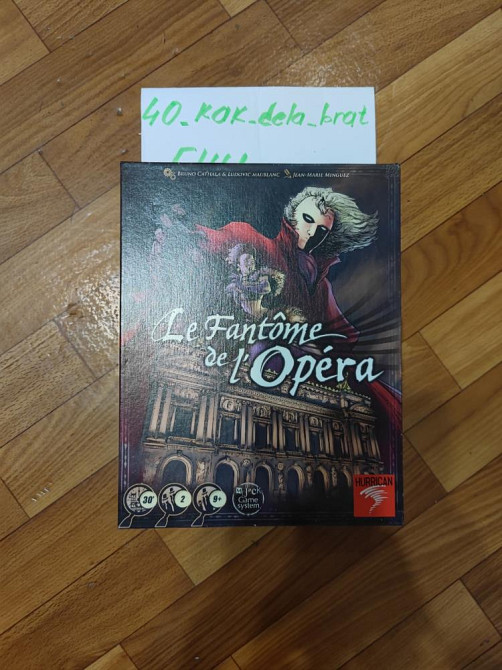 40_kak_dela_brat
BRUNO CATHALA & LUDOVIC MAUBLANC JEAN-MARIE MINGUEZ
Le Fantôme
de l'Opéra
30' 2 9+
Game
system
HURRICAN